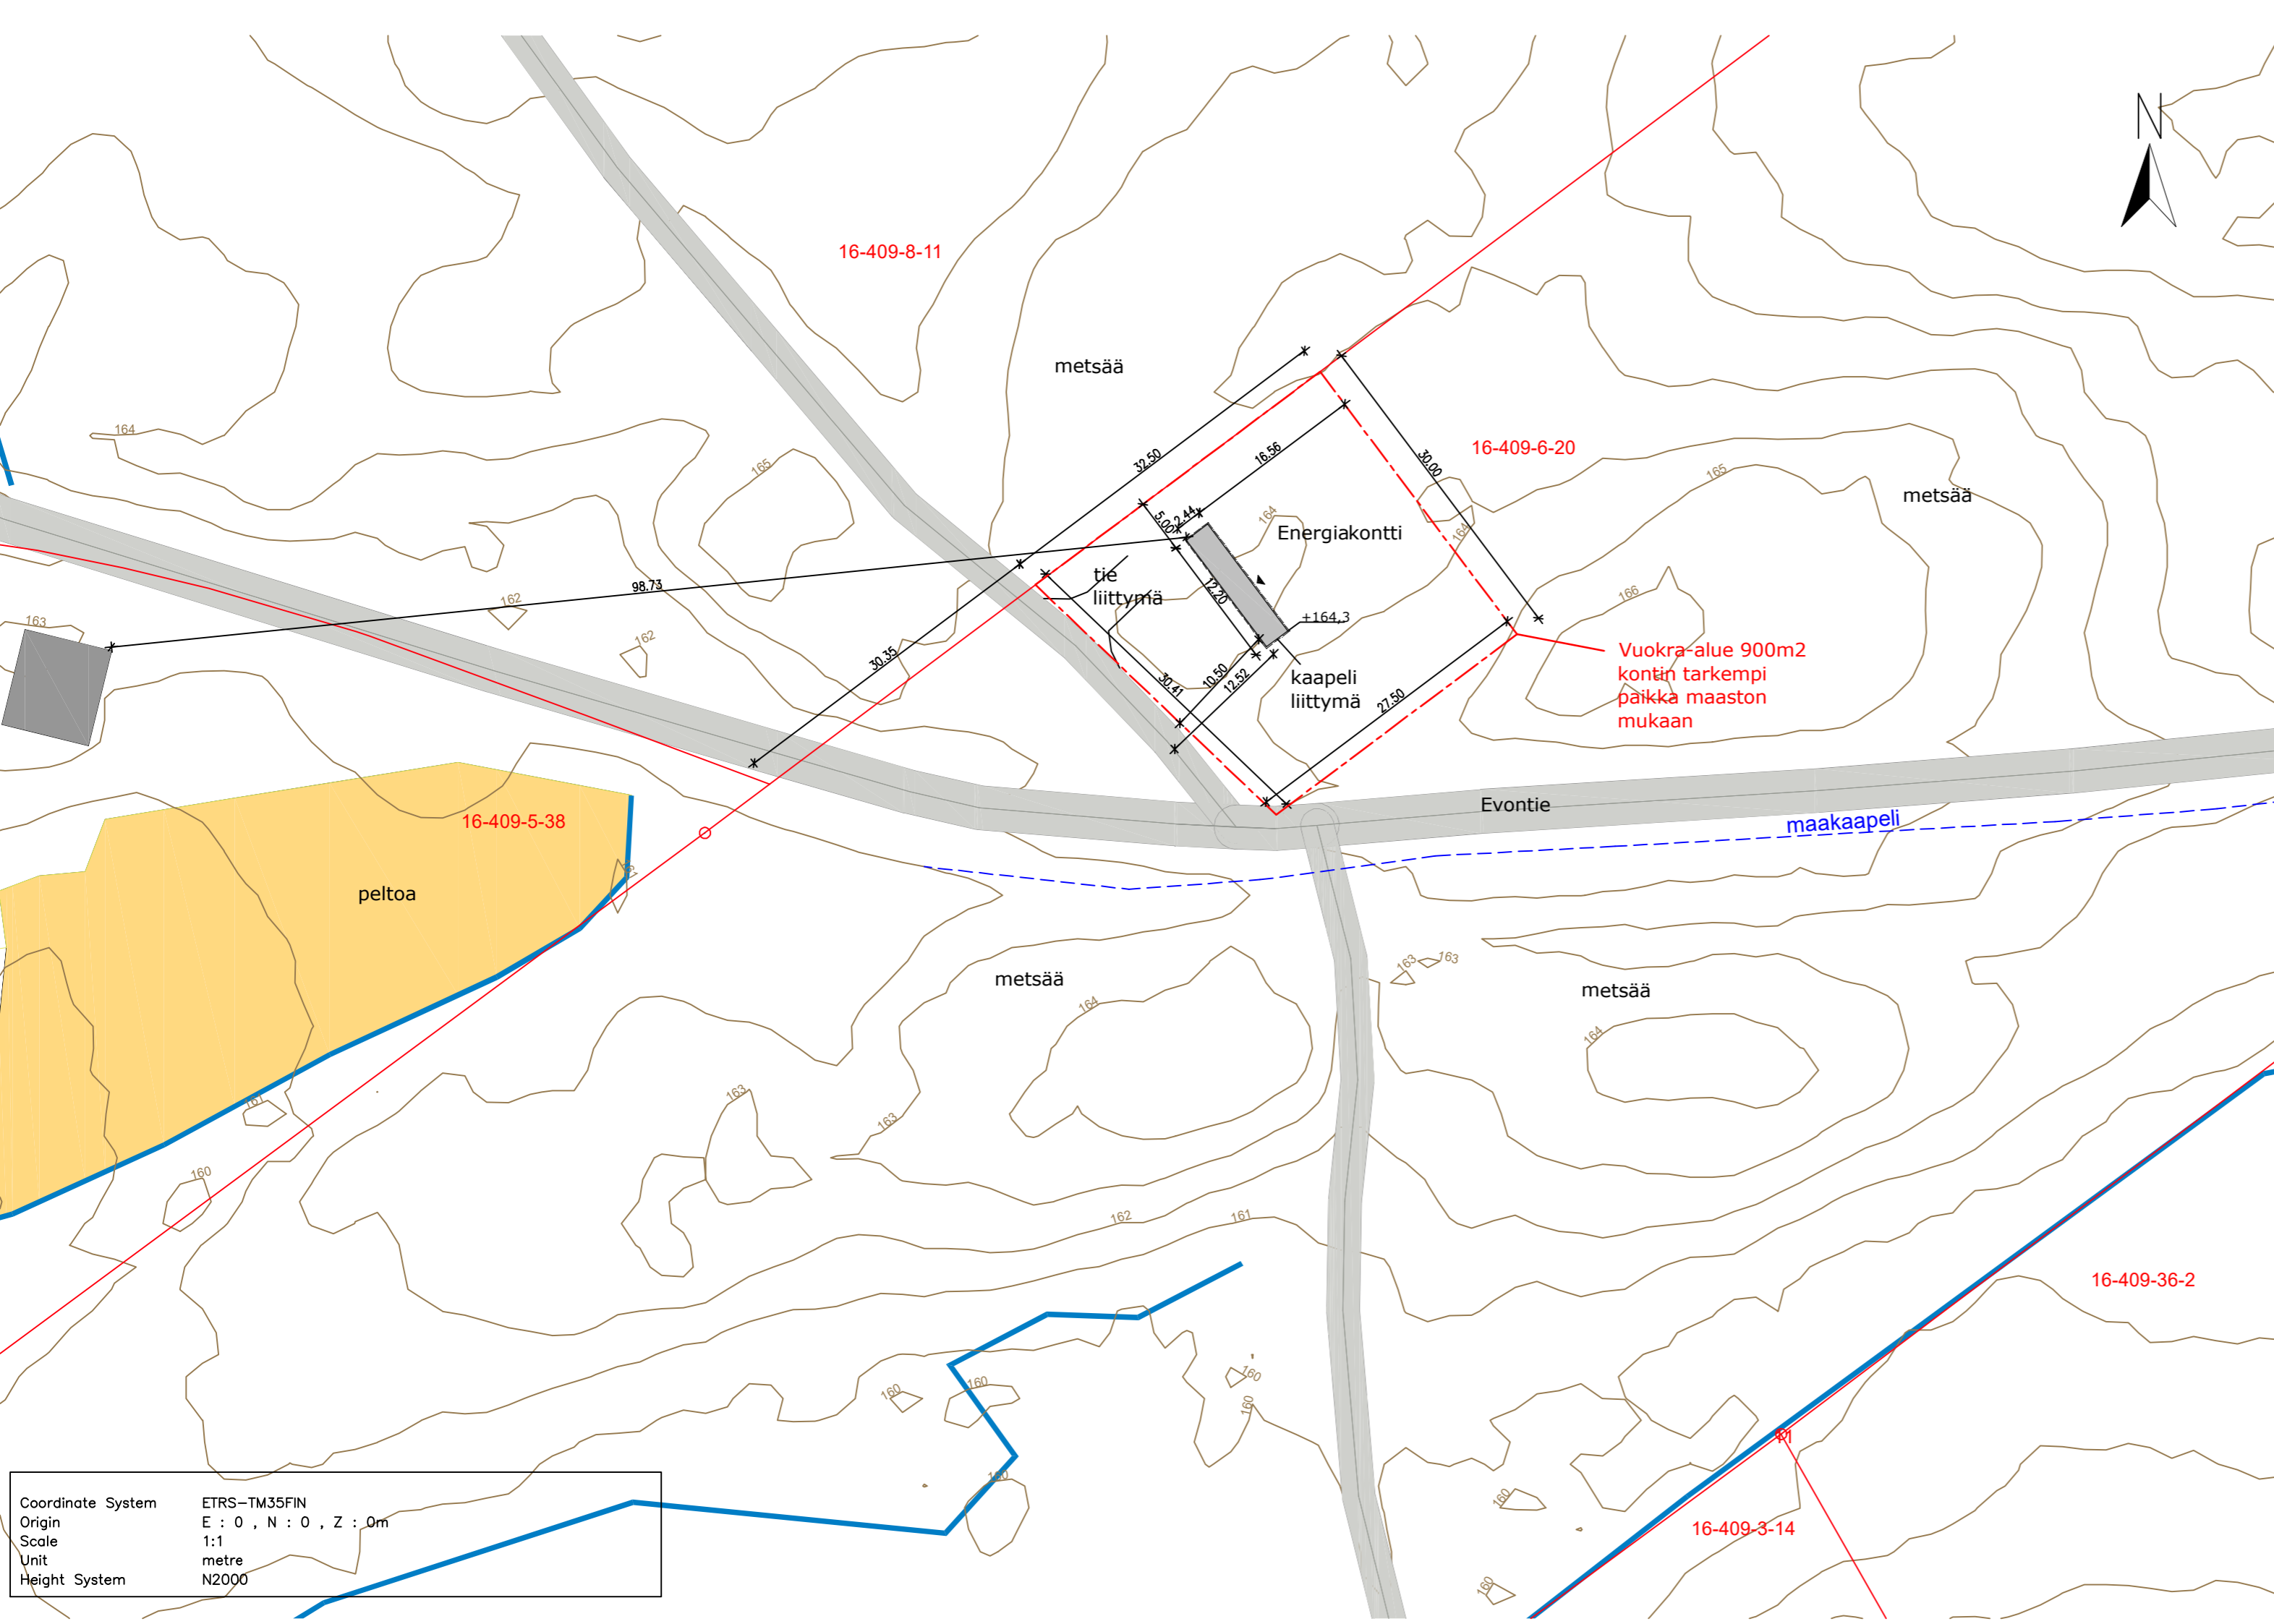 N
16-409-8-11
metsää
164
165
32.50
16.56
30.00
16-409-6-20
165
metsää
5.00
2.44
164
Energiakontti
164
98.73
162
tie
liittymä
12.20
166
163
162
+164,3
30.35
30.41
10.50
12.52
kaapeli
liittymä
27.50
Vuokra-alue 900m2
kontin tarkempi
paikka maaston
mukaan
16-409-5-38
Evontie
maakaapeli
peltoa
metsää
163
163
metsää
164
164
163
163
161
160
162
161
16-409-36-2
160
160
160
160
160
11
160
16-409-3-14
160
Coordinate System ETRS-TM35FIN
Origin E : 0 , N : 0 , Z : 0m
Scale 1:1
Unit metre
Height System N2000